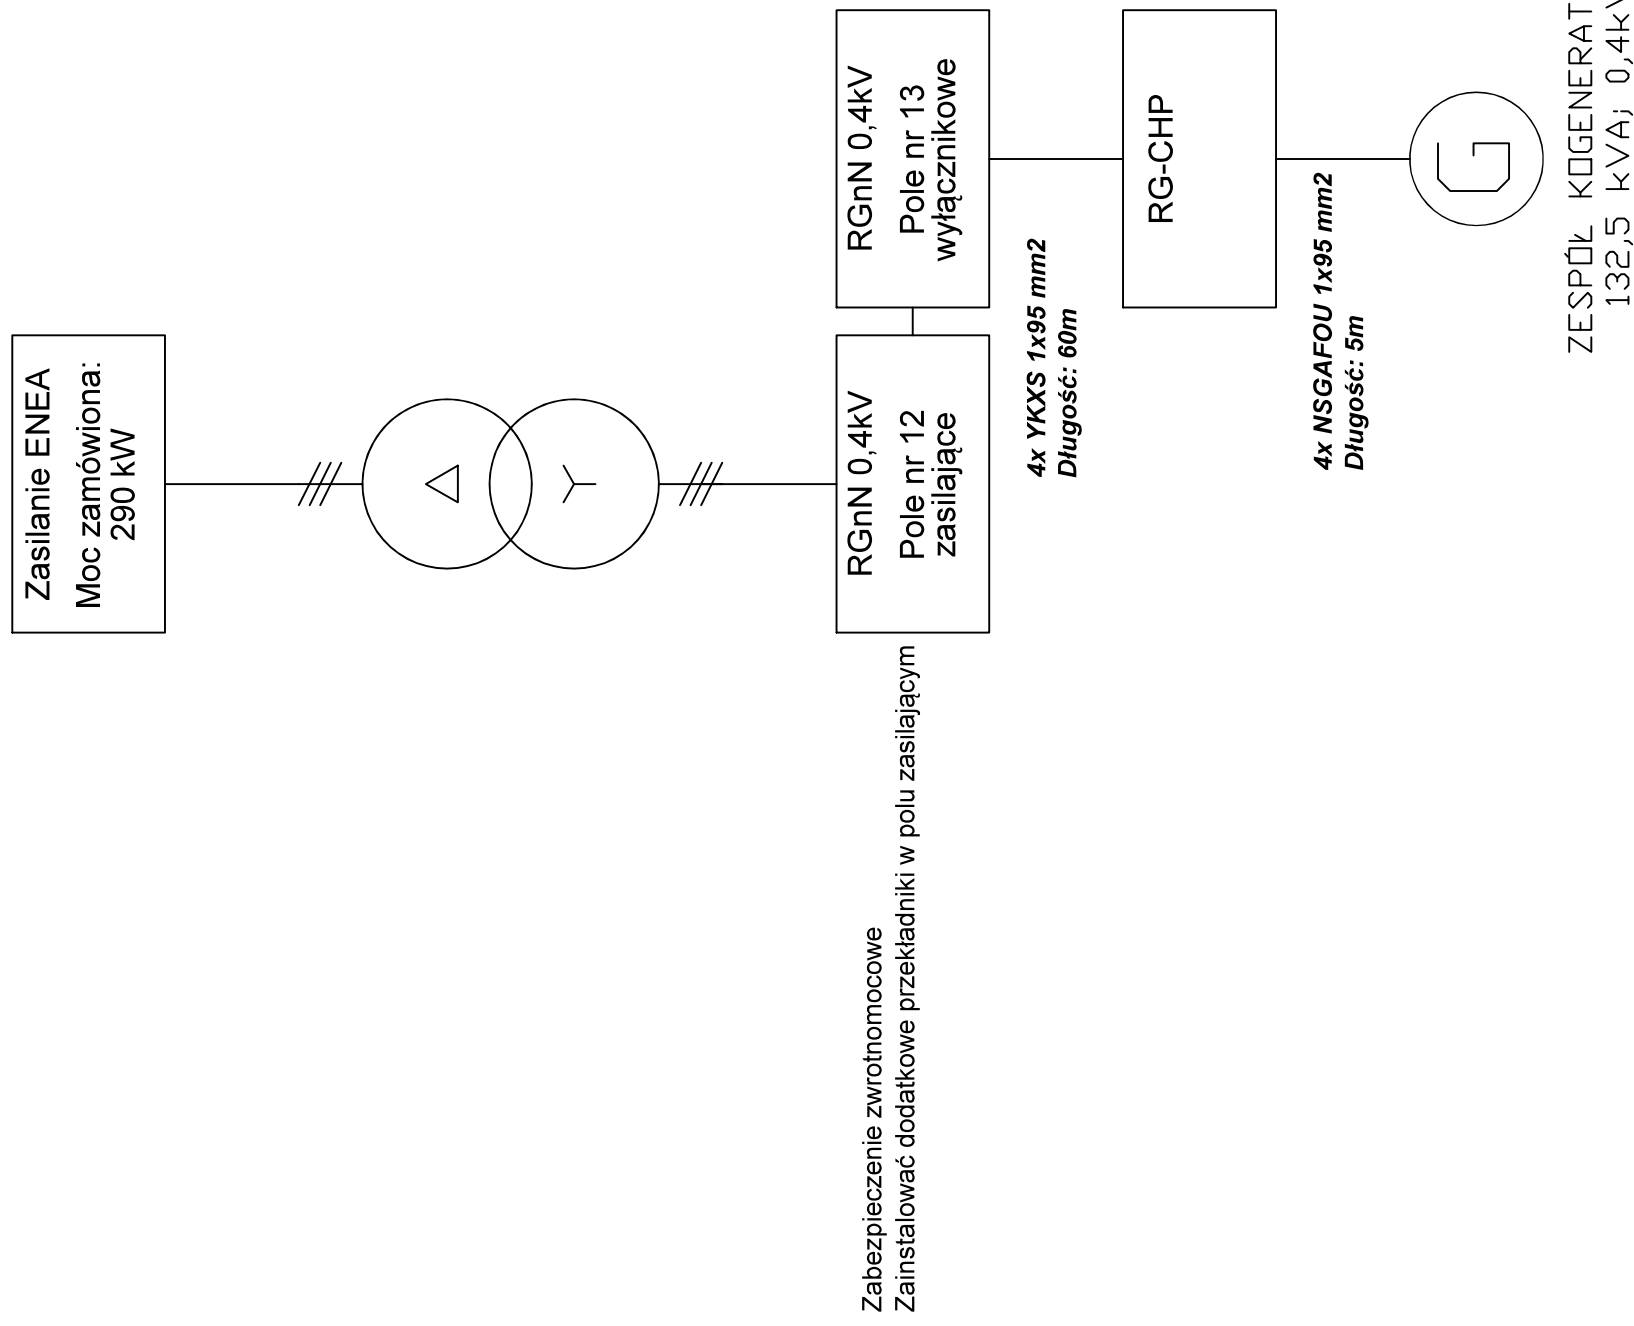 Zasilanie ENEA
Moc zamówiona:
290 kW
RGnN 0,4kV
Pole nr 12
zasilające
RGnN 0,4kV
Pole nr 13
wyłącznikowe
Zabezpieczenie zwrotnomocowe
Zainstalować dodatkowe przekładniki w polu zasilającym
4x YKXS 1x95 mm2
Długość: 60m
RG-CHP
4x NSGAFOU 1x95 mm2
Długość: 5m
G
ZESPÓŁ KOGENERAT
132,5 kVA; 0,4kV